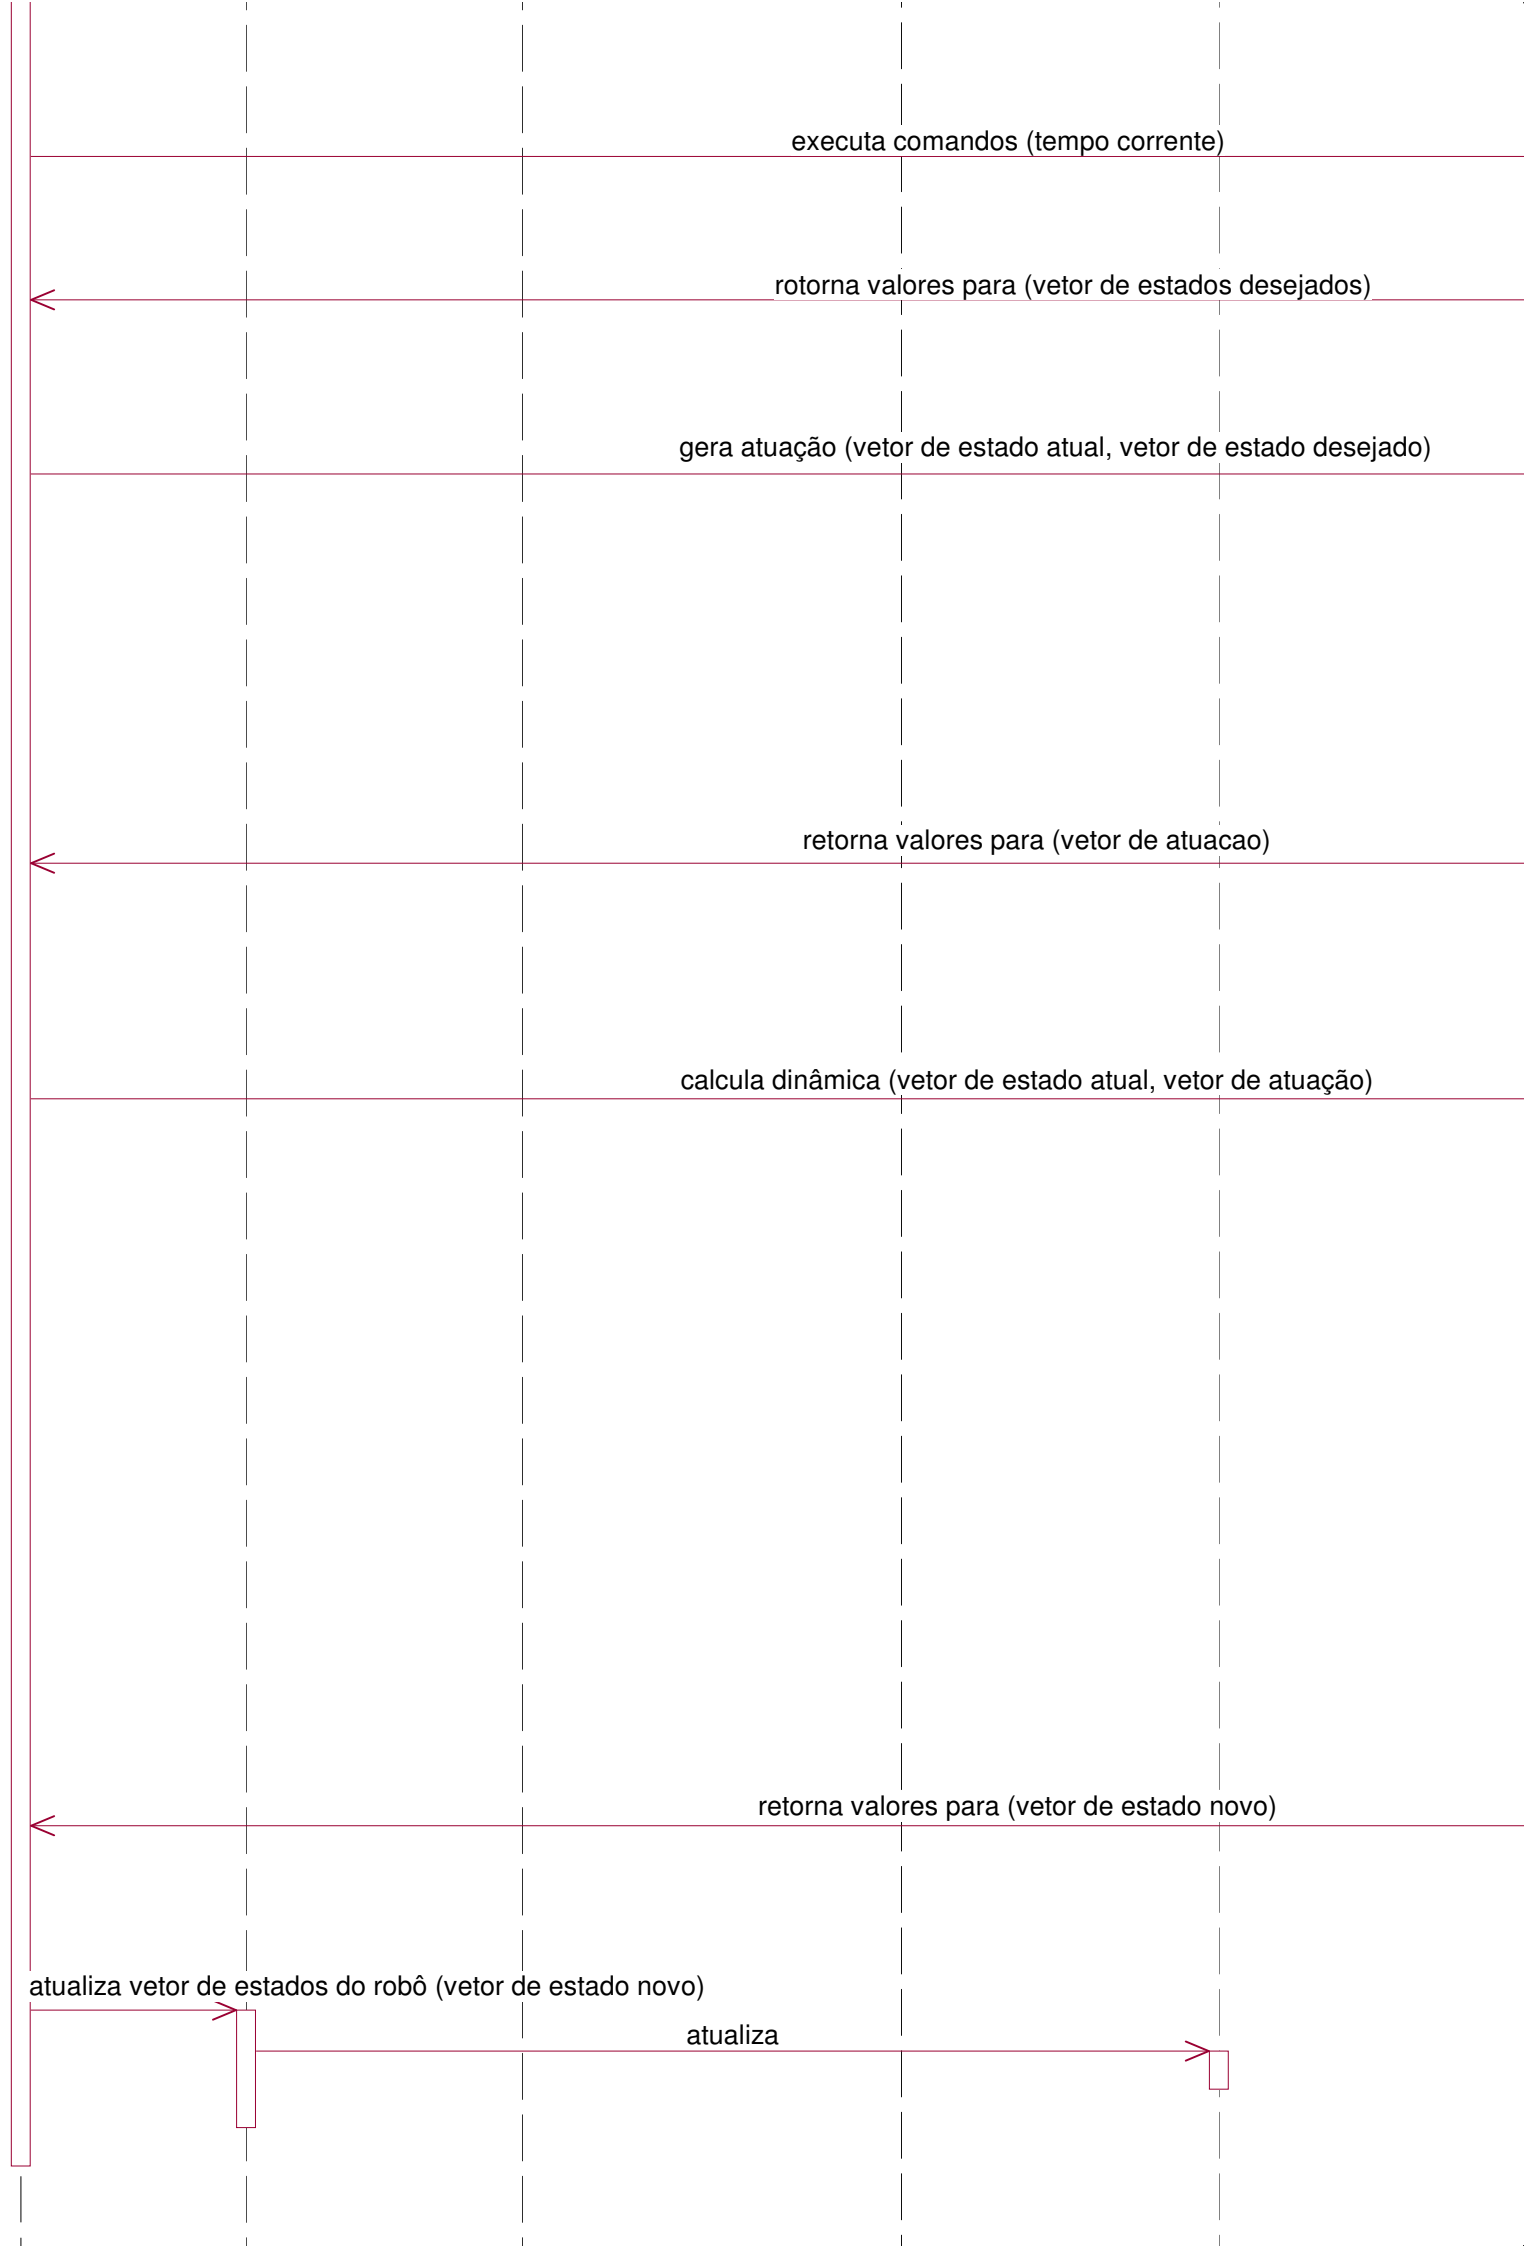 executa comandos (tempo corrente)
rotorna valores para (vetor de estados desejados)
gera atuação (vetor de estado atual, vetor de estado desejado)
retorna valores para (vetor de atuacao)
calcula dinâmica (vetor de estado atual, vetor de atuação)
retorna valores para (vetor de estado novo)
atualiza vetor de estados do robô (vetor de estado novo)
atualiza